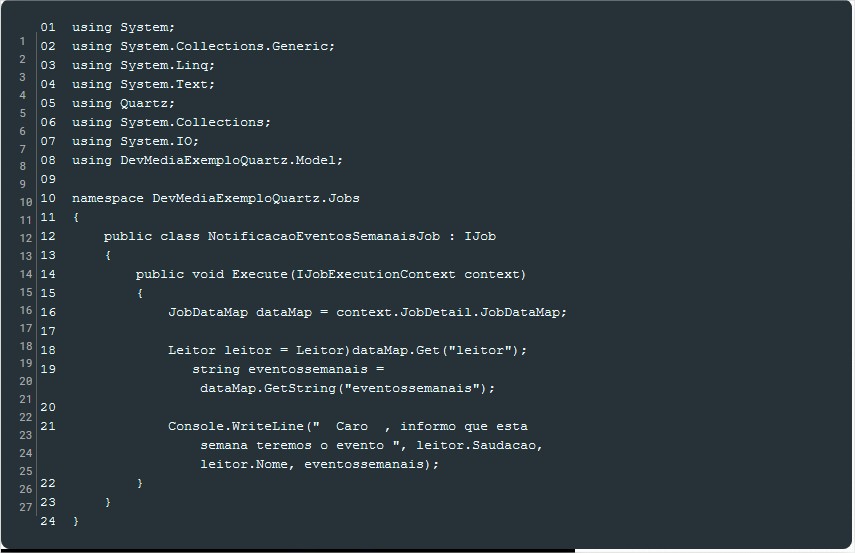 01 using System;
1
02 using System.Collections.Generic;
2
03 using System.Linq;
3
04 using System.Text;
4
05 using Quartz;
5
06 using System.Collections;
6
07 using System.IO;
7
08 using DevMediaExemploQuartz.Model;
8
09
9
10 namespace DevMediaExemploQuartz.Jobs
10
11 {
11
12     public class NotificacaoEventosSemanaisJob : IJob
12
13     {
13
14         public void Execute(IJobExecutionContext context)
14
15         {
15
16             JobDataMap dataMap = context.JobDetail.JobDataMap;
16
17
17
18             Leitor leitor = Leitor)dataMap.Get("leitor");
18
19                string eventossemanais =
19
                 dataMap.GetString("eventossemanais");
20
20
21
21             Console.WriteLine("  Caro  , informo que esta
22
                 semana teremos o evento ", leitor.Saudacao,
23
                 leitor.Nome, eventossemanais);
24
22         }
25
23     }
26
27
24 }